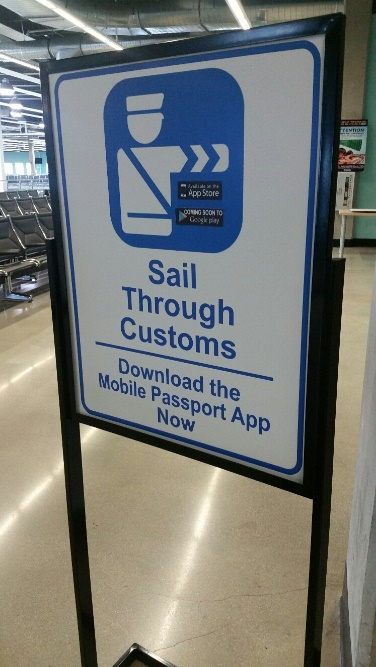 Available on the
App Store
COMING SOON TO
Google play
Sail
Through
Customs
Download the
Mobile Passport App
Now
ATTENTION